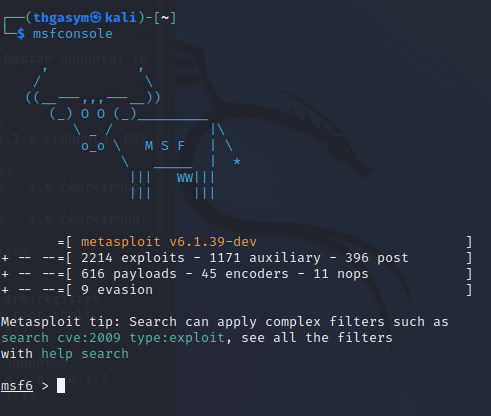 ┌──(thgasym㉿kali)-[~]
└─$ msfconsole
     ,           ,
    /             \
   ((__---,,,---__))
      (_) O O (_)_________
         \ _ /            |\
          o_o \   M S F   | \
               \   _____  |  *
                |||   WW|||
                |||     |||
       =[ metasploit v6.1.39-dev                          ]
+ -- --=[ 2214 exploits - 1171 auxiliary - 396 post       ]
+ -- --=[ 616 payloads - 45 encoders - 11 nops            ]
+ -- --=[ 9 evasion                                       ]
Metasploit tip: Search can apply complex filters such as
search cve:2009 type:exploit, see all the filters
with help search
msf6 >